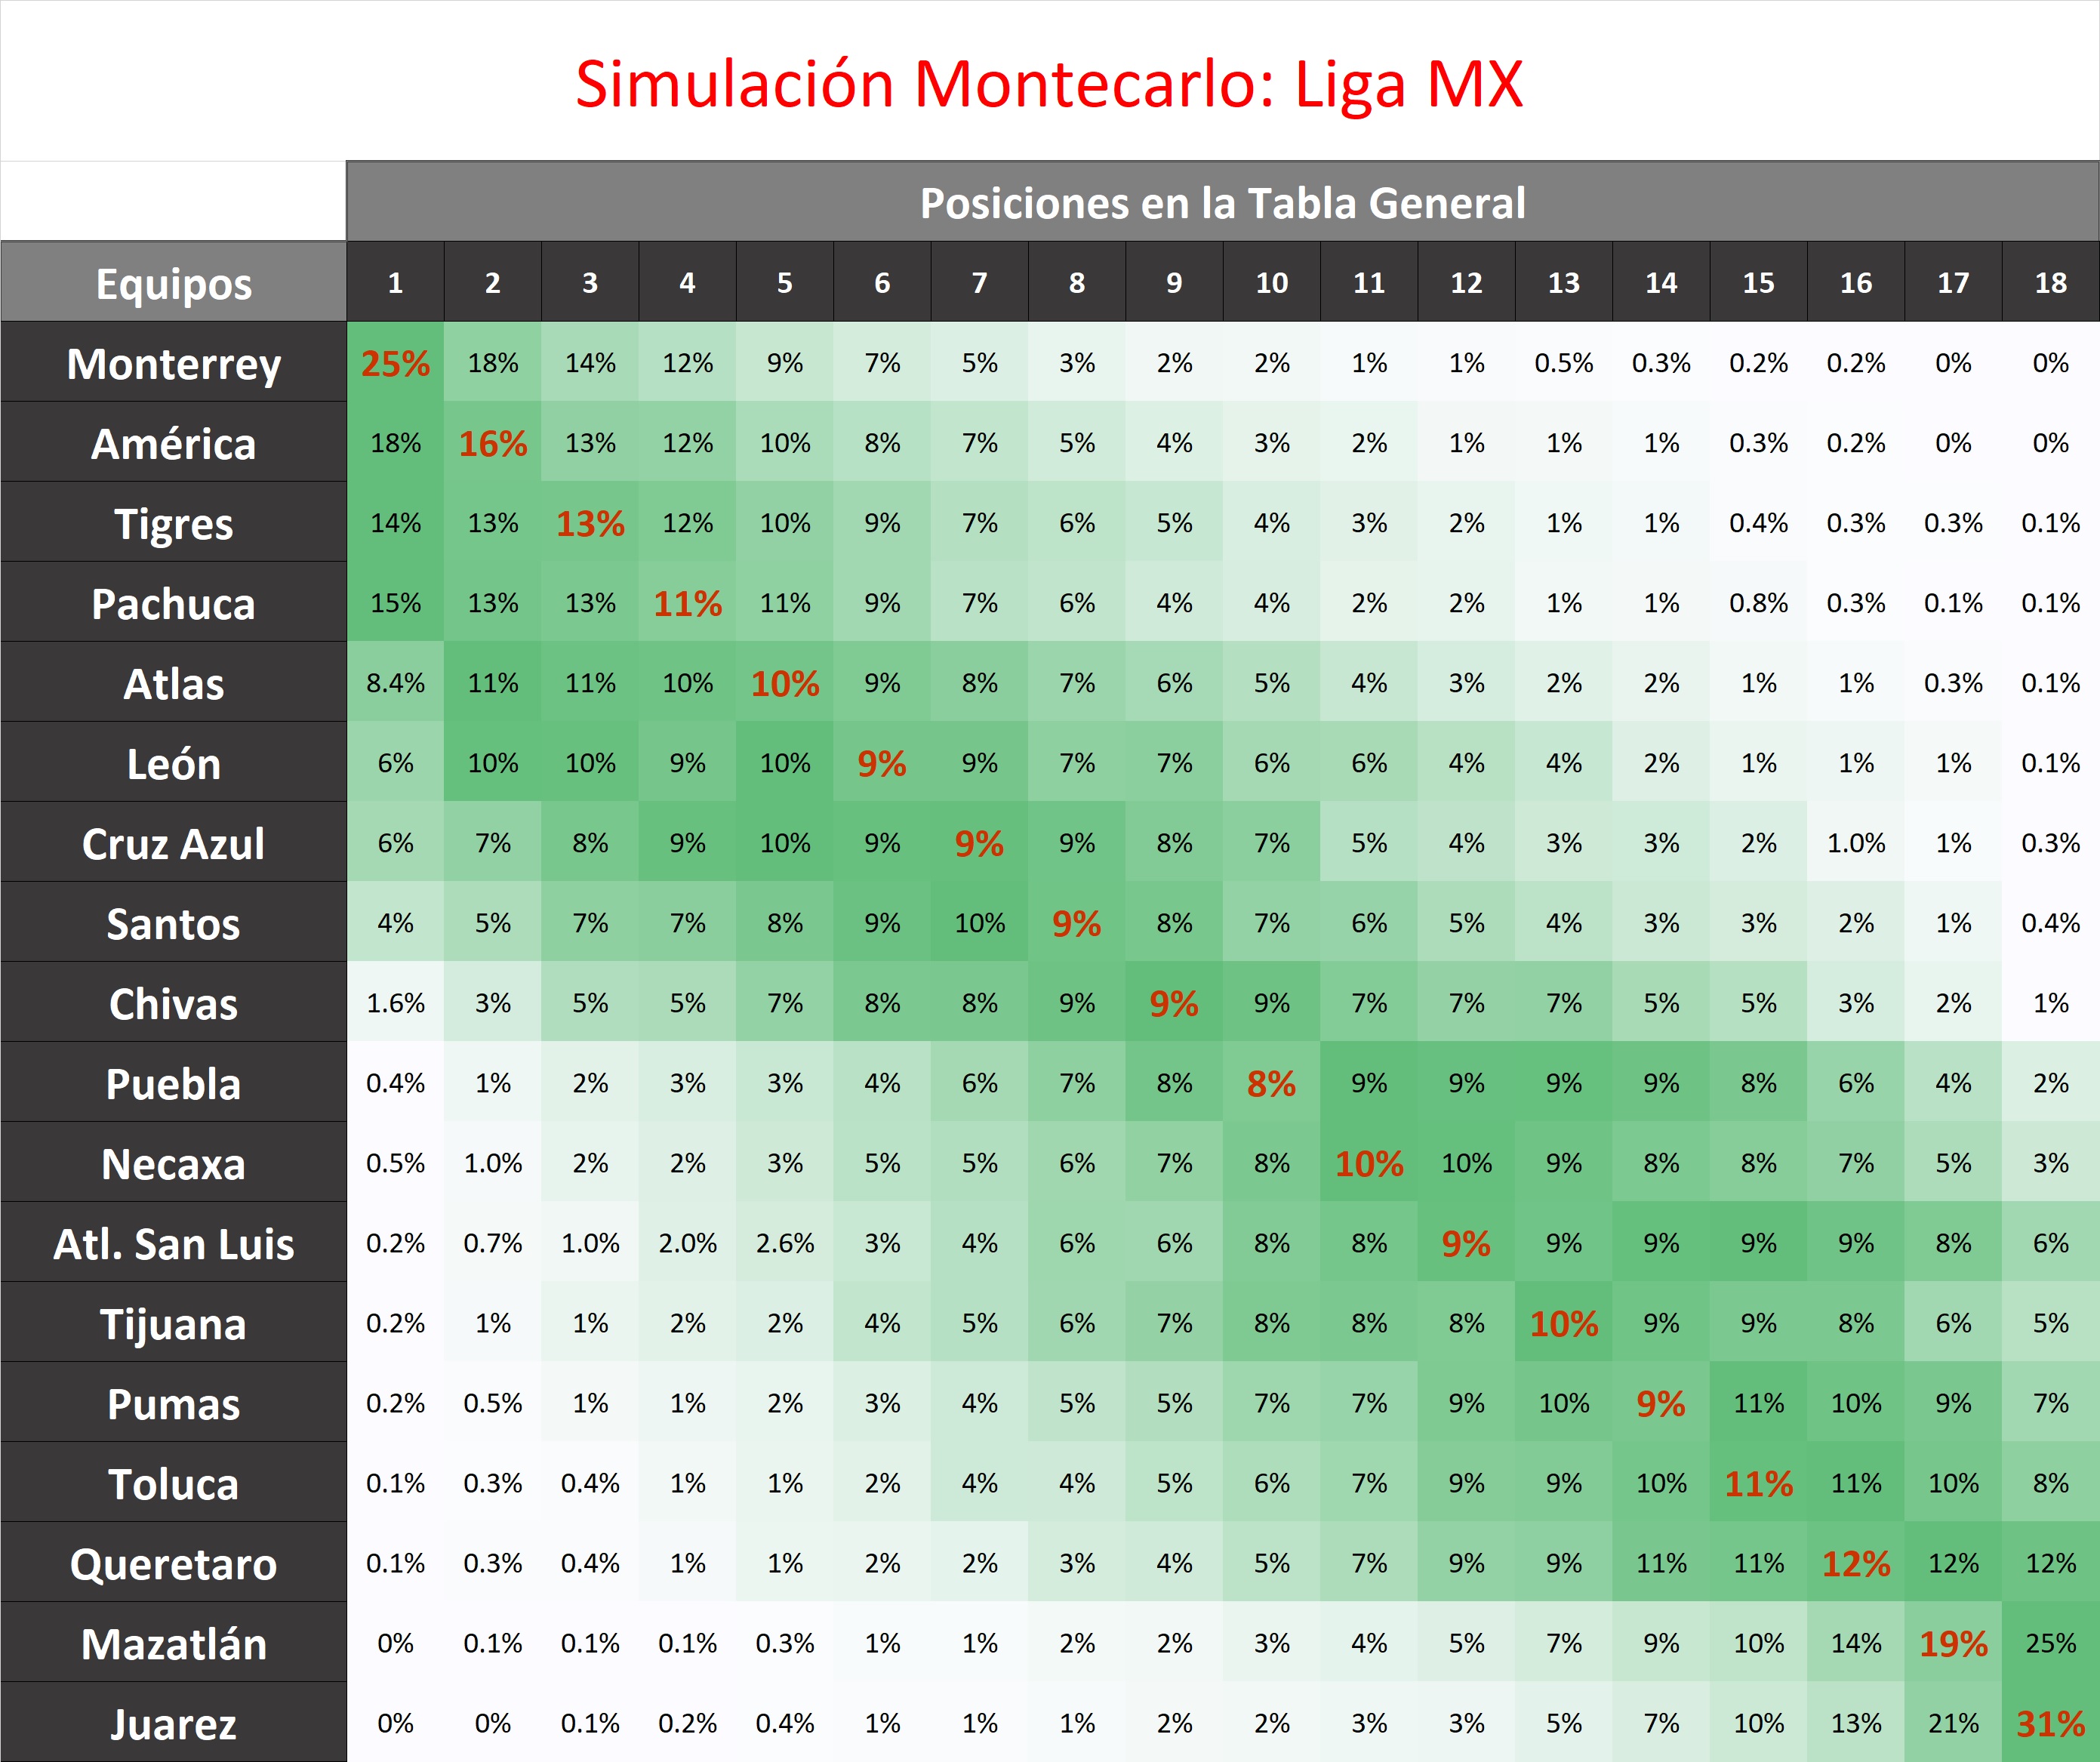 Simulación Montecarlo: Liga MX
Posiciones en la Tabla General
Equipos 1 2 3 4 5 6 7 8 9 10 11 12 13 14 15 16 17 18
Monterrey 25% 18% 14% 12% 9% 7% 5% 3% 2% 2% 1% 1% 0.5% 0.3% 0.2% 0.2% 0% 0%
América 18% 16% 13% 12% 10% 8% 7% 5% 4% 3% 2% 1% 1% 1% 0.3% 0.2% 0% 0%
Tigres 14% 13% 13% 12% 10% 9% 7% 6% 5% 4% 3% 2% 1% 1% 0.4% 0.3% 0.3% 0.1%
Pachuca 15% 13% 13% 11% 11% 9% 7% 6% 4% 4% 2% 2% 1% 1% 0.8% 0.3% 0.1% 0.1%
Atlas 8.4% 11% 11% 10% 10% 9% 8% 7% 6% 5% 4% 3% 2% 2% 1% 1% 0.3% 0.1%
León 6% 10% 10% 9% 10% 9% 9% 7% 7% 6% 6% 4% 4% 2% 1% 1% 1% 0.1%
Cruz Azul 6% 7% 8% 9% 10% 9% 9% 9% 8% 7% 5% 4% 3% 3% 2% 1.0% 1% 0.3%
Santos 4% 5% 7% 7% 8% 9% 10% 9% 8% 7% 6% 5% 4% 3% 3% 2% 1% 0.4%
Chivas 1.6% 3% 5% 5% 7% 8% 8% 9% 9% 9% 7% 7% 7% 5% 5% 3% 2% 1%
Puebla 0.4% 1% 2% 3% 3% 4% 6% 7% 8% 8% 9% 9% 9% 9% 8% 6% 4% 2%
Necaxa 0.5% 1.0% 2% 2% 3% 5% 5% 6% 7% 8% 10% 10% 9% 8% 8% 7% 5% 3%
Atl. San Luis 0.2% 0.7% 1.0% 2.0% 2.6% 3% 4% 6% 6% 8% 8% 9% 9% 9% 9% 9% 8% 6%
Tijuana 0.2% 1% 1% 2% 2% 4% 5% 6% 7% 8% 8% 8% 10% 9% 9% 8% 6% 5%
Pumas 0.2% 0.5% 1% 1% 2% 3% 4% 5% 5% 7% 7% 9% 10% 9% 11% 10% 9% 7%
Toluca 0.1% 0.3% 0.4% 1% 1% 2% 4% 4% 5% 6% 7% 9% 9% 10% 11% 11% 10% 8%
Queretaro 0.1% 0.3% 0.4% 1% 1% 2% 2% 3% 4% 5% 7% 9% 9% 11% 11% 12% 12% 12%
Mazatlán 0% 0.1% 0.1% 0.1% 0.3% 1% 1% 2% 2% 3% 4% 5% 7% 9% 10% 14% 19% 25%
Juarez 0% 0% 0.1% 0.2% 0.4% 1% 1% 1% 2% 2% 3% 3% 5% 7% 10% 13% 21% 31%